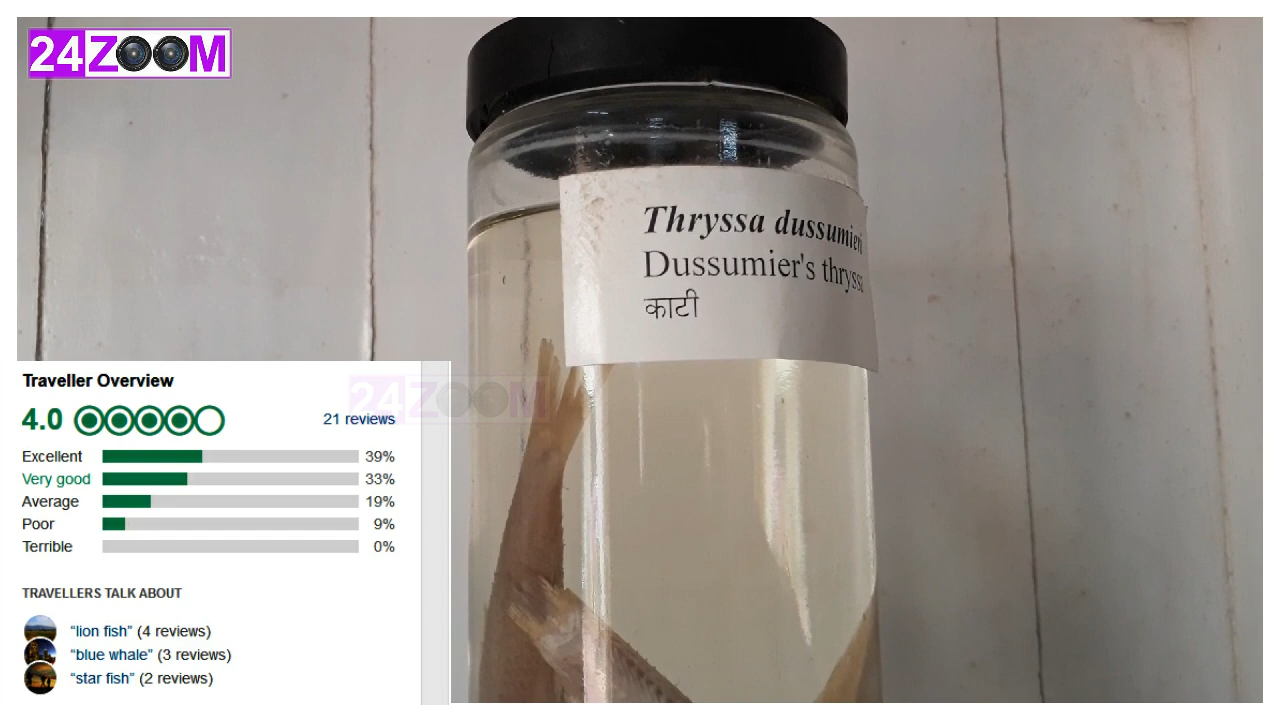 24ZOOM
Thryssa dussumieri
Dussumier's thryssa
काटी
24ZOOM
Traveller Overview
4.0
21 reviews
Excellent 39%
Very good 33%
Average 19%
Poor 9%
Terrible 0%
TRAVELLERS TALK ABOUT
“lion fish” (4 reviews)
“blue whale” (3 reviews)
“star fish” (2 reviews)